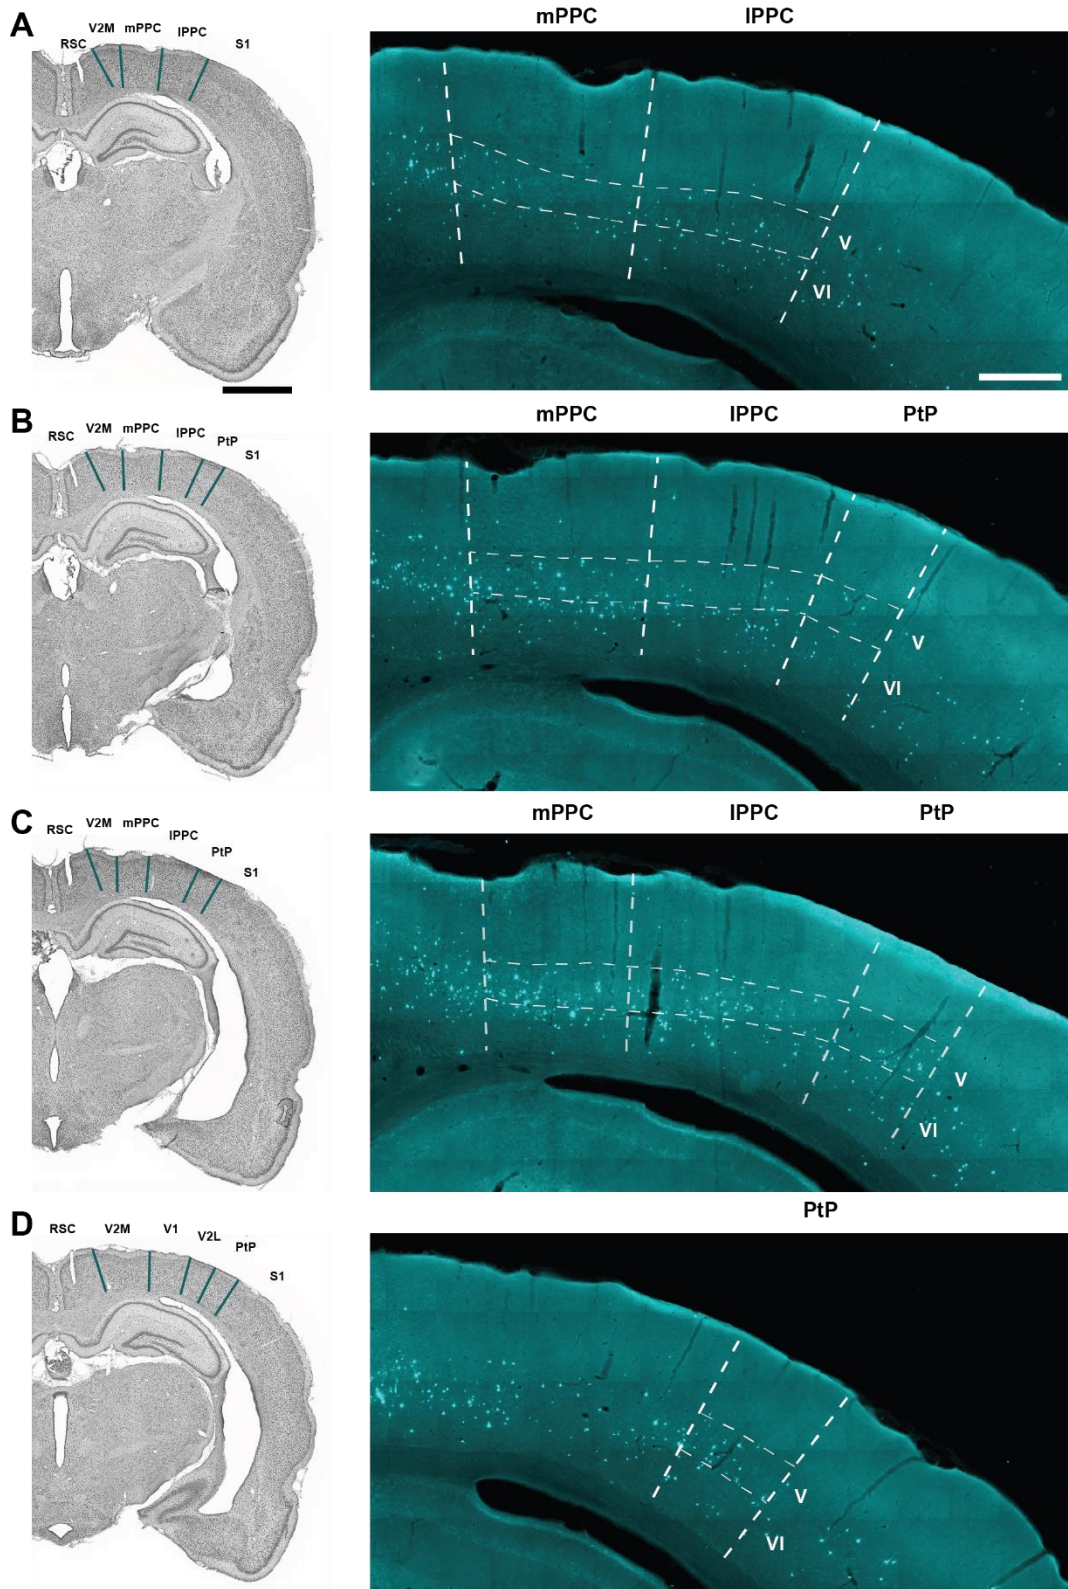 A
RSC V2M mPPC lPPC S1
mPPC lPPC
V
VI
B
RSC V2M mPPC lPPC PtP S1
mPPC lPPC PtP
V
VI
C
RSC V2M mPPC lPPC PtP S1
mPPC lPPC PtP
V
VI
D
RSC V2M V1 V2L PtP S1
PtP
V
VI